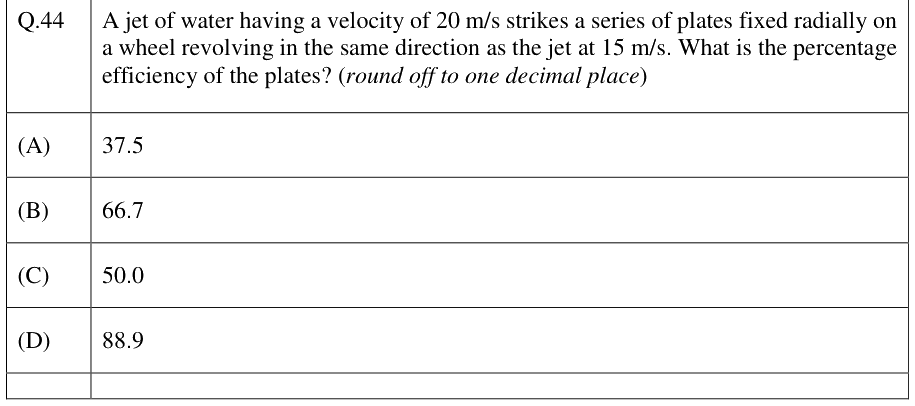 Q.44 A jet of water having a velocity of 20 m/s strikes a series of plates fixed radially on
a wheel revolving in the same direction as the jet at 15 m/s. What is the percentage
efficiency of the plates? (round off to one decimal place)
(A) 37.5
(B) 66.7
(C) 50.0
(D) 88.9